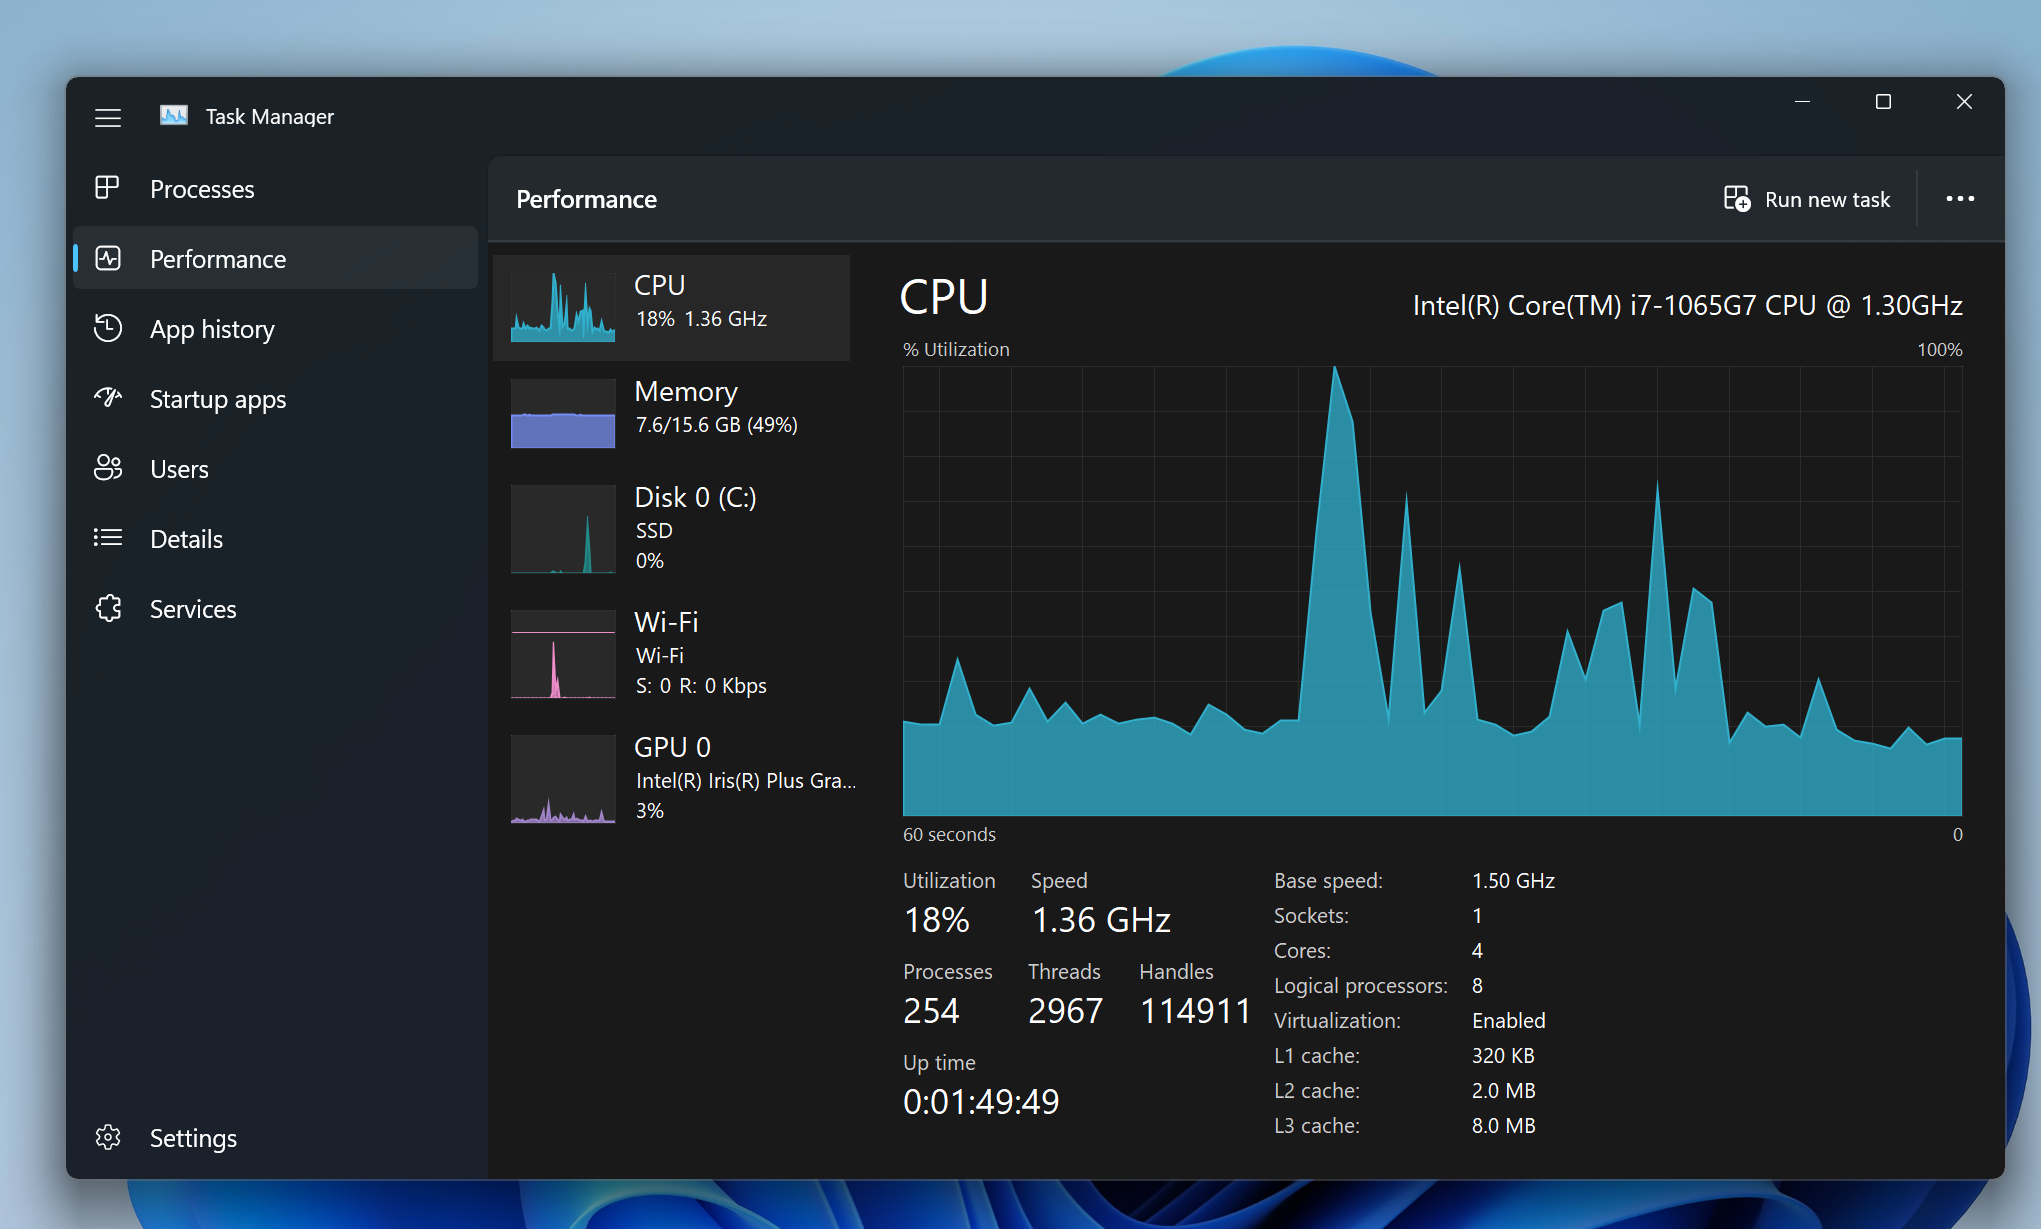 Task Manager
Processes
Performance
App history
Startup apps
Users
Details
Services
Settings
Performance
Run new task
CPU
18% 1.36 GHz
Memory
7.6/15.6 GB (49%)
Disk 0 (C:)
SSD
0%
Wi-Fi
Wi-Fi
S: 0 R: 0 Kbps
GPU 0
Intel(R) Iris(R) Plus Gra...
3%
CPU
Intel(R) Core(TM) i7-1065G7 CPU @ 1.30GHz
% Utilization 100%
60 seconds 0
Utilization Speed
18% 1.36 GHz
Processes Threads Handles
254 2967 114911
Up time
0:01:49:49
Base speed: 1.50 GHz
Sockets: 1
Cores: 4
Logical processors: 8
Virtualization: Enabled
L1 cache: 320 KB
L2 cache: 2.0 MB
L3 cache: 8.0 MB